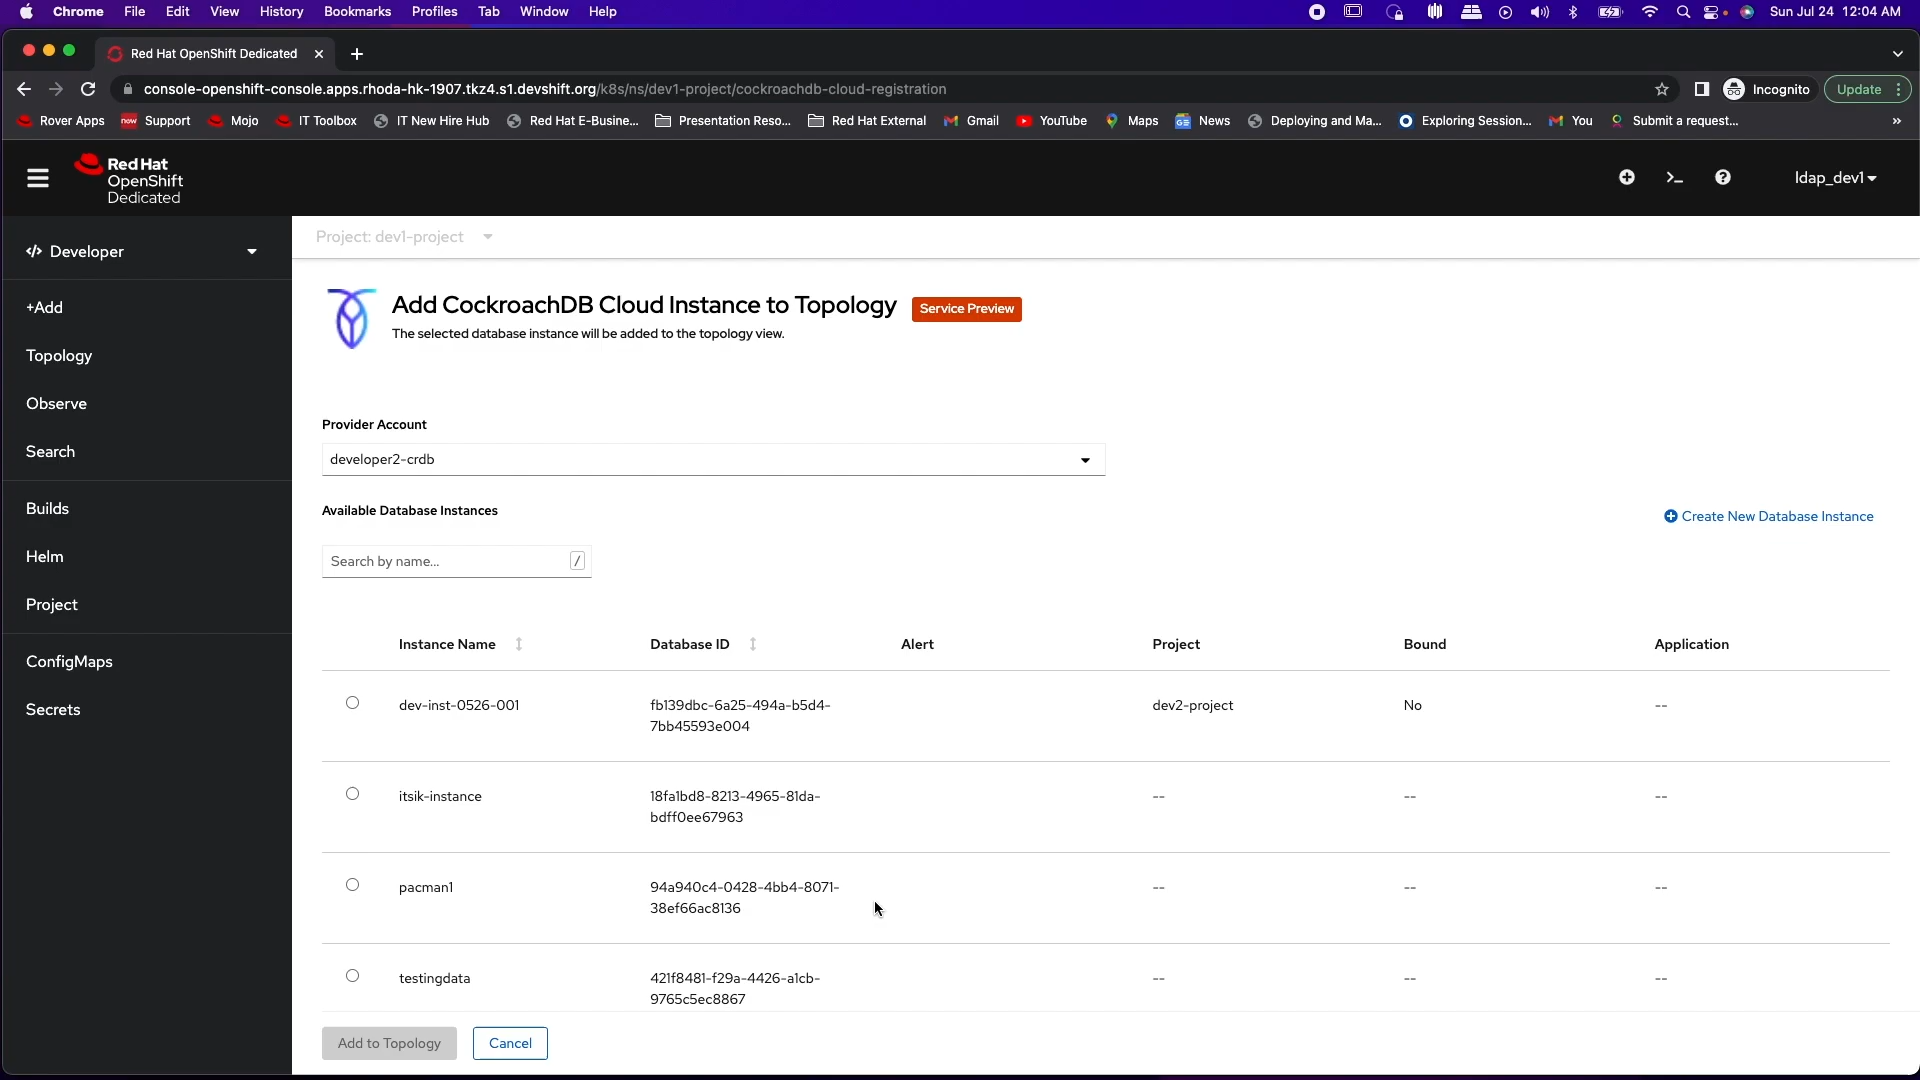 Chrome File Edit View History Bookmarks Profiles Tab Window Help Sun Jul 24 12:04 AM
Red Hat OpenShift Dedicated
console-openshift-console.apps.rhoda-hk-1907.tkz4.s1.devshift.org/k8s/ns/dev1-project/cockroachdb-cloud-registration Incognito Update
Rover Apps Support Mojo IT Toolbox IT New Hire Hub Red Hat E-Busine... Presentation Reso... Red Hat External Gmail YouTube Maps News Deploying and Ma... Exploring Session... You Submit a request... »
Red Hat
OpenShift
Dedicated
ldap_dev1
Developer
+Add
Topology
Observe
Search
Builds
Helm
Project
ConfigMaps
Secrets
Project: dev1-project
Add CockroachDB Cloud Instance to Topology Service Preview
The selected database instance will be added to the topology view.
Provider Account
developer2-crdb
Available Database Instances
Create New Database Instance
Search by name... /
Instance Name Database ID Alert Project Bound Application
dev-inst-0526-001 fb139dbc-6a25-494a-b5d4- dev2-project No --
7bb45593e004
itsik-instance 18fa1bd8-8213-4965-81da- -- -- --
bdff0ee67963
pacman1 94a940c4-0428-4bb4-8071- -- -- --
38ef66ac8136
testingdata 421f8481-f29a-4426-a1cb- -- -- --
9765c5ec8867
Add to Topology Cancel